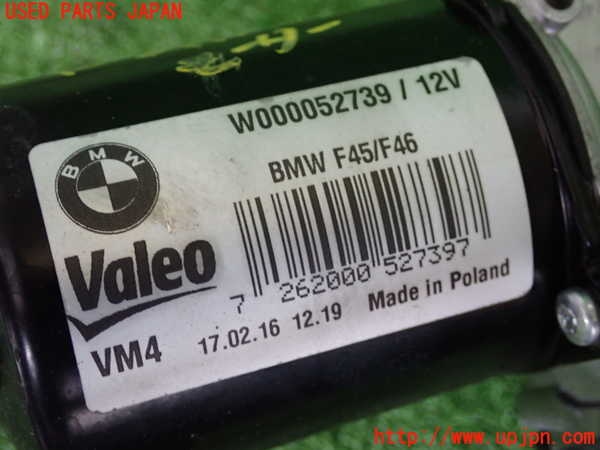 USED PARTS JAPAN
W000052739 / 12V
BMW F45/F46
BMW
Valeo
7 262000 527397
VM4
17.02.16 12.19 Made in Poland
http://www.upjpn.com/